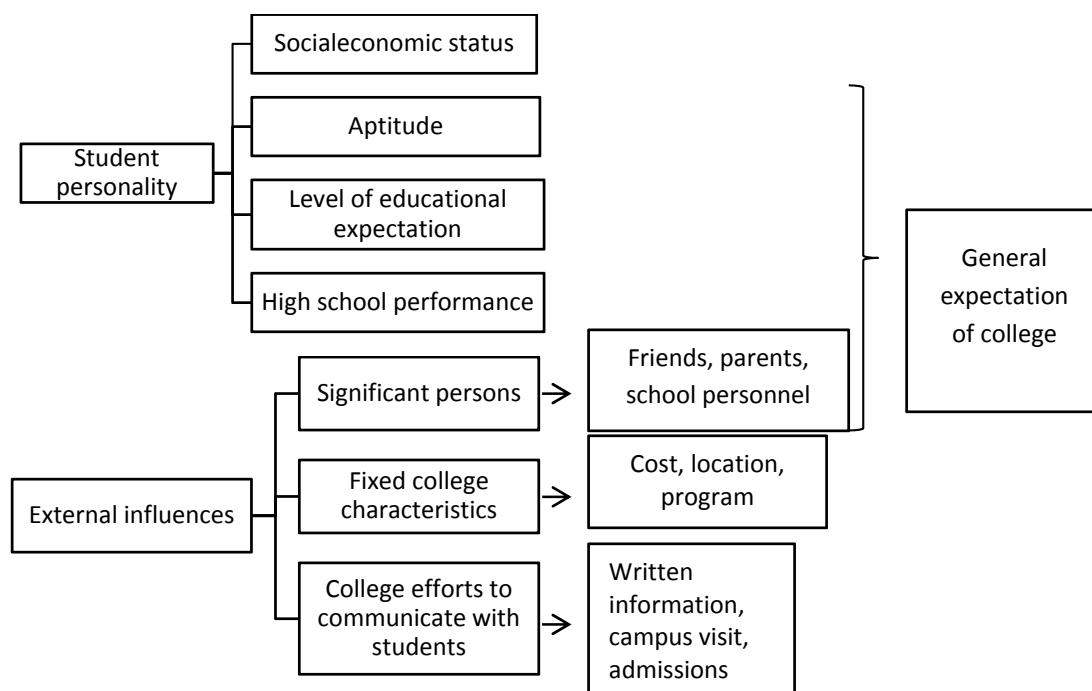 Socialeconomic status
Aptitude
Student
personality
Level of educational
expectation
High school performance
General
expectation
of college
Significant persons
Friends, parents,
school personnel
External influences
Fixed college
characteristics
Cost, location,
program
College efforts to
communicate with
students
Written
information,
campus visit,
admissions